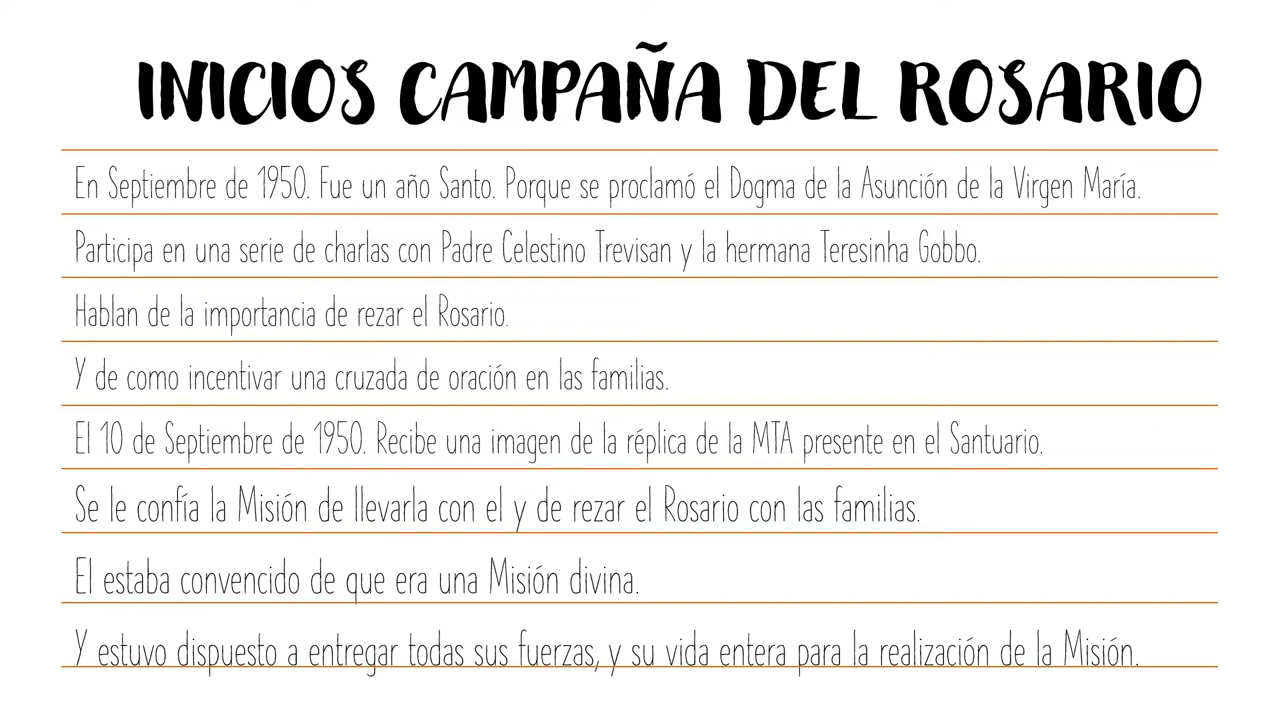 INICIOS CAMPAÑA DEL ROSARIO
En Septiembre de 1950. Fue un año Santo. Porque se proclamó el Dogma de la Asunción de la Virgen María.
Participa en una serie de charlas con Padre Celestino Trevisan y la hermana Teresinha Gobbo.
Hablan de la importancia de rezar el Rosario.
Y de como incentivar una cruzada de oración en las familias.
El 10 de Septiembre de 1950. Recibe una imagen de la réplica de la MTA presente en el Santuario.
Se le confía la Misión de llevarla con el y de rezar el Rosario con las familias.
El estaba convencido de que era una Misión divina.
Y estuvo dispuesto a entregar todas sus fuerzas, y su vida entera para la realización de la Misión.